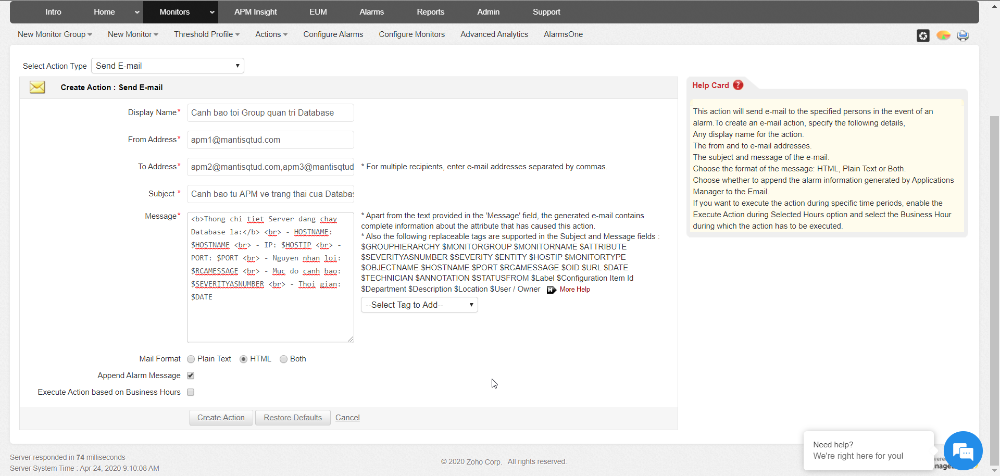 Intro Home Monitors APM Insight EUM Alarms Reports Admin Support
New Monitor Group New Monitor Threshold Profile Actions Configure Alarms Configure Monitors Advanced Analytics AlarmsOne
Select Action Type Send E-mail
Create Action : Send E-mail
Display Name* Canh bao toi Group quan tri Database
From Address* apm1@mantisqtud.com
To Address* apm2@mantisqtud.com,apm3@mantisqtud * For multiple recipients, enter e-mail addresses separated by commas.
Subject * Canh bao tu APM ve trang thai cua Databas
Message*
<b>Thong chi tiet Server dang chay
Database la:</b> <br> - HOSTNAME:
$HOSTNAME <br> - IP: $HOSTIP <br> -
PORT: $PORT <br> - Nguyen nhan loi:
$RCAMESSAGE <br> - Muc do canh bao:
$SEVERITYASNUMBER <br> - Thoi gian:
$DATE
* Apart from the text provided in the 'Message' field, the generated e-mail contains
complete information about the attribute that has caused this action.
* Also the following replaceable tags are supported in the Subject and Message fields :
$GROUPHIERARCHY $MONITORGROUP $MONITORNAME $ATTRIBUTE
$SEVERITYASNUMBER $SEVERITY $ENTITY $HOSTIP $MONITORTYPE
$OBJECTNAME $HOSTNAME $PORT $RCAMESSAGE $OID $URL $DATE
$TECHNICIAN $ANNOTATION $STATUSFROM $Label $Configuration Item Id
$Department $Description $Location $User / Owner More Help
--Select Tag to Add--
Mail Format Plain Text HTML Both
Append Alarm Message
Execute Action based on Business Hours
Create Action Restore Defaults Cancel
Help Card ?
This action will send e-mail to the specified persons in the event of an
alarm.To create an e-mail action, specify the following details,
Any display name for the action.
The from and to e-mail addresses.
The subject and message of the e-mail.
Choose the format of the message: HTML, Plain Text or Both.
Choose whether to append the alarm information generated by Applications
Manager to the Email.
If you want to execute the action during specific time periods, enable the
Execute Action during Selected Hours option and select the Business Hour
during which the action has to be executed.
Need help?
We're right here for you!
Server responded in 74 milliseconds
Server System Time : Apr 24, 2020 9:10:08 AM
© 2020 Zoho Corp. All rights reserved.